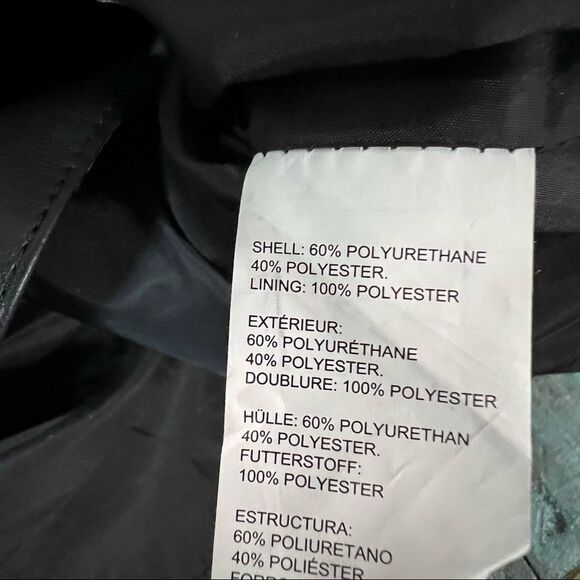 SHELL: 60% POLYURETHANE
40% POLYESTER.
LINING: 100% POLYESTER
EXTÉRIEUR:
60% POLYURÉTHANE
40% POLYESTER.
DOUBLURE: 100% POLYESTER
HÜLLE: 60% POLYURETHAN
40% POLYESTER.
FUTTERSTOFF:
100% POLYESTER
ESTRUCTURA:
60% POLIURETANO
40% POLIÉSTER